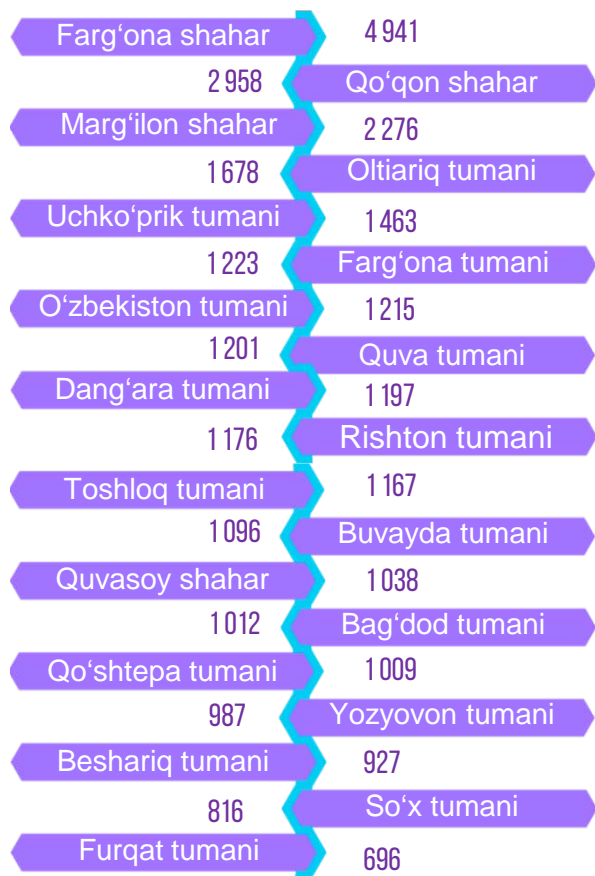 Farg‘ona shahar 4 941
2 958 Qo‘qon shahar
Marg‘ilon shahar 2 276
1 678 Oltiariq tumani
Uchko‘prik tumani 1 463
1 223 Farg‘ona tumani
O‘zbekiston tumani 1 215
1 201 Quva tumani
Dang‘ara tumani 1 197
1 176 Rishton tumani
Toshloq tumani 1 167
1 096 Buvayda tumani
Quvasoy shahar 1 038
1 012 Bag‘dod tumani
Qo‘shtepa tumani 1 009
987 Yozyovon tumani
Beshariq tumani 927
816 So‘x tumani
Furqat tumani 696